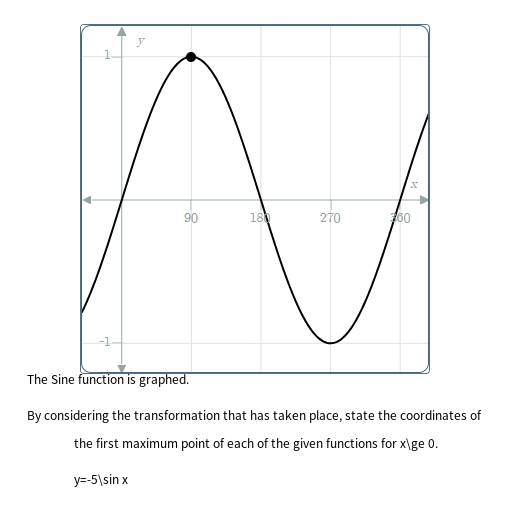 y
1
x
90
180
270
360
-1
The Sine function is graphed.
By considering the transformation that has taken place, state the coordinates of
the first maximum point of each of the given functions for x\ge 0.
y=-5\sin x